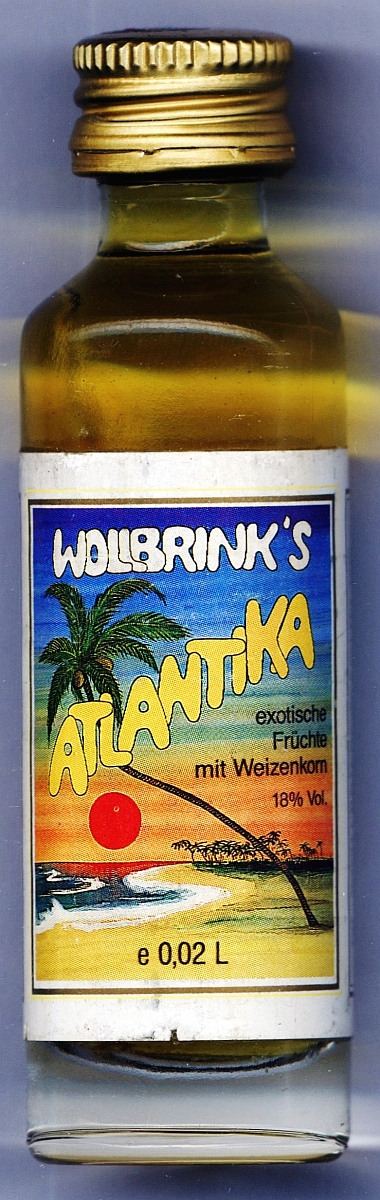 WOLLBRINK'S
ATLANTIKA
exotische
Früchte
mit Weizenkorn
18% Vol.
e 0,02 L